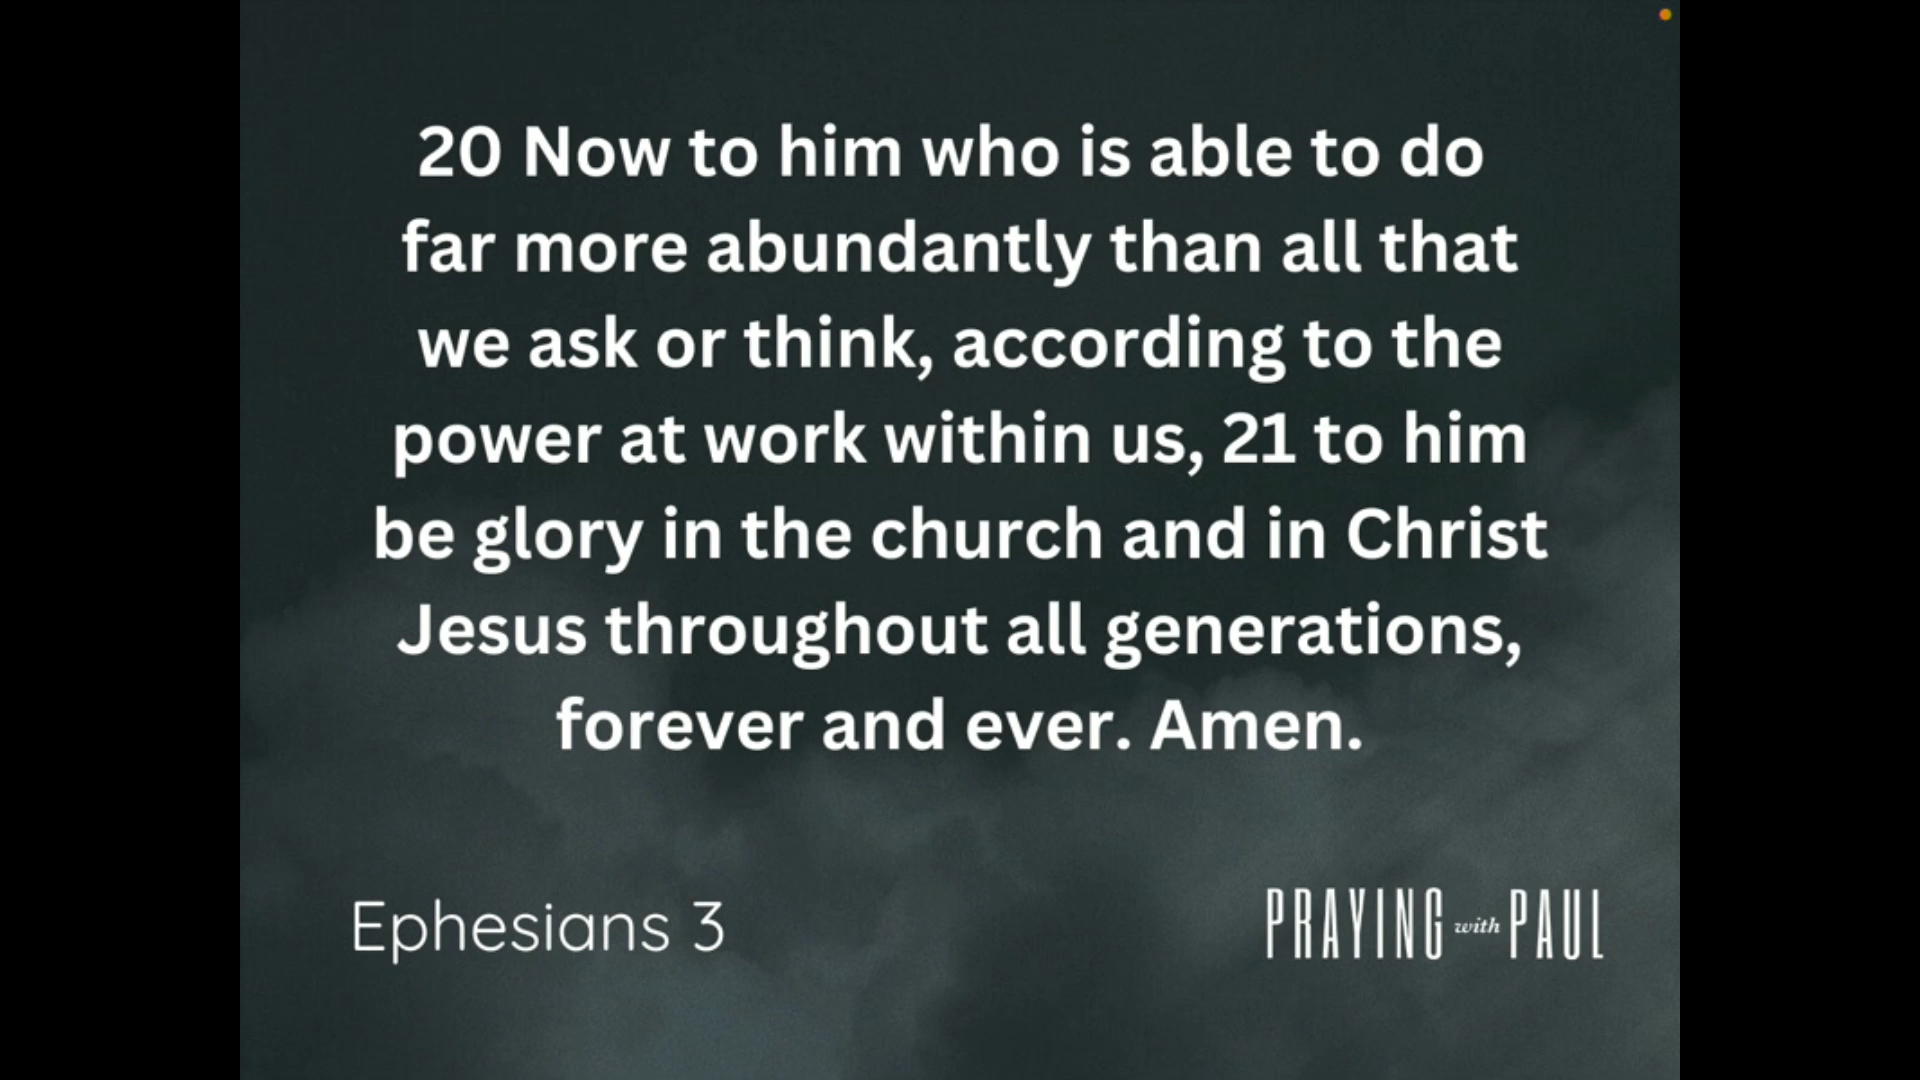 20 Now to him who is able to do
far more abundantly than all that
we ask or think, according to the
power at work within us, 21 to him
be glory in the church and in Christ
Jesus throughout all generations,
forever and ever. Amen.
Ephesians 3
PRAYING with PAUL